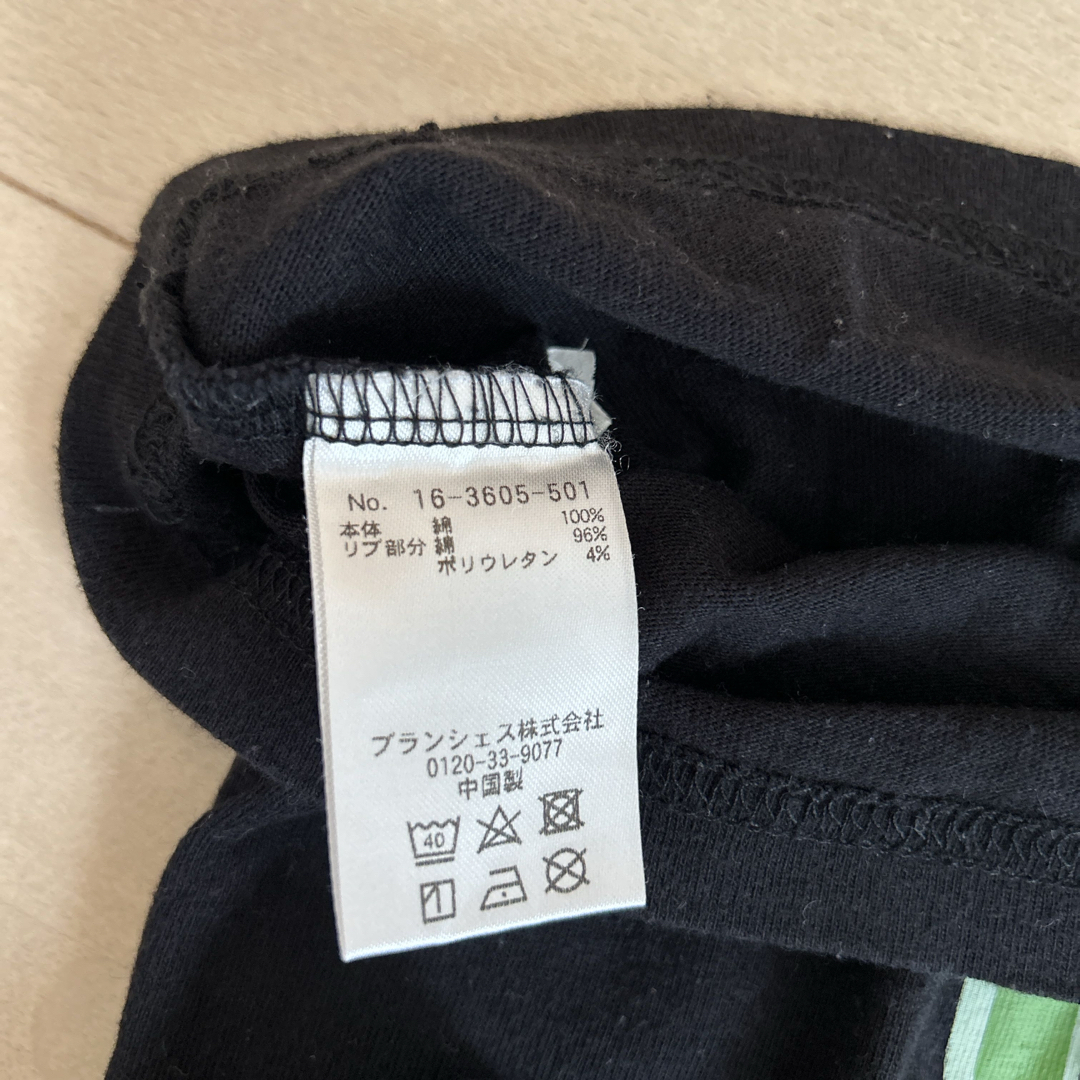 No. 16-3605-501
本体 綿 100%
リブ部分 綿 96%
ポリウレタン 4%
ブランシェス株式会社
0120-33-9077
中国製
40